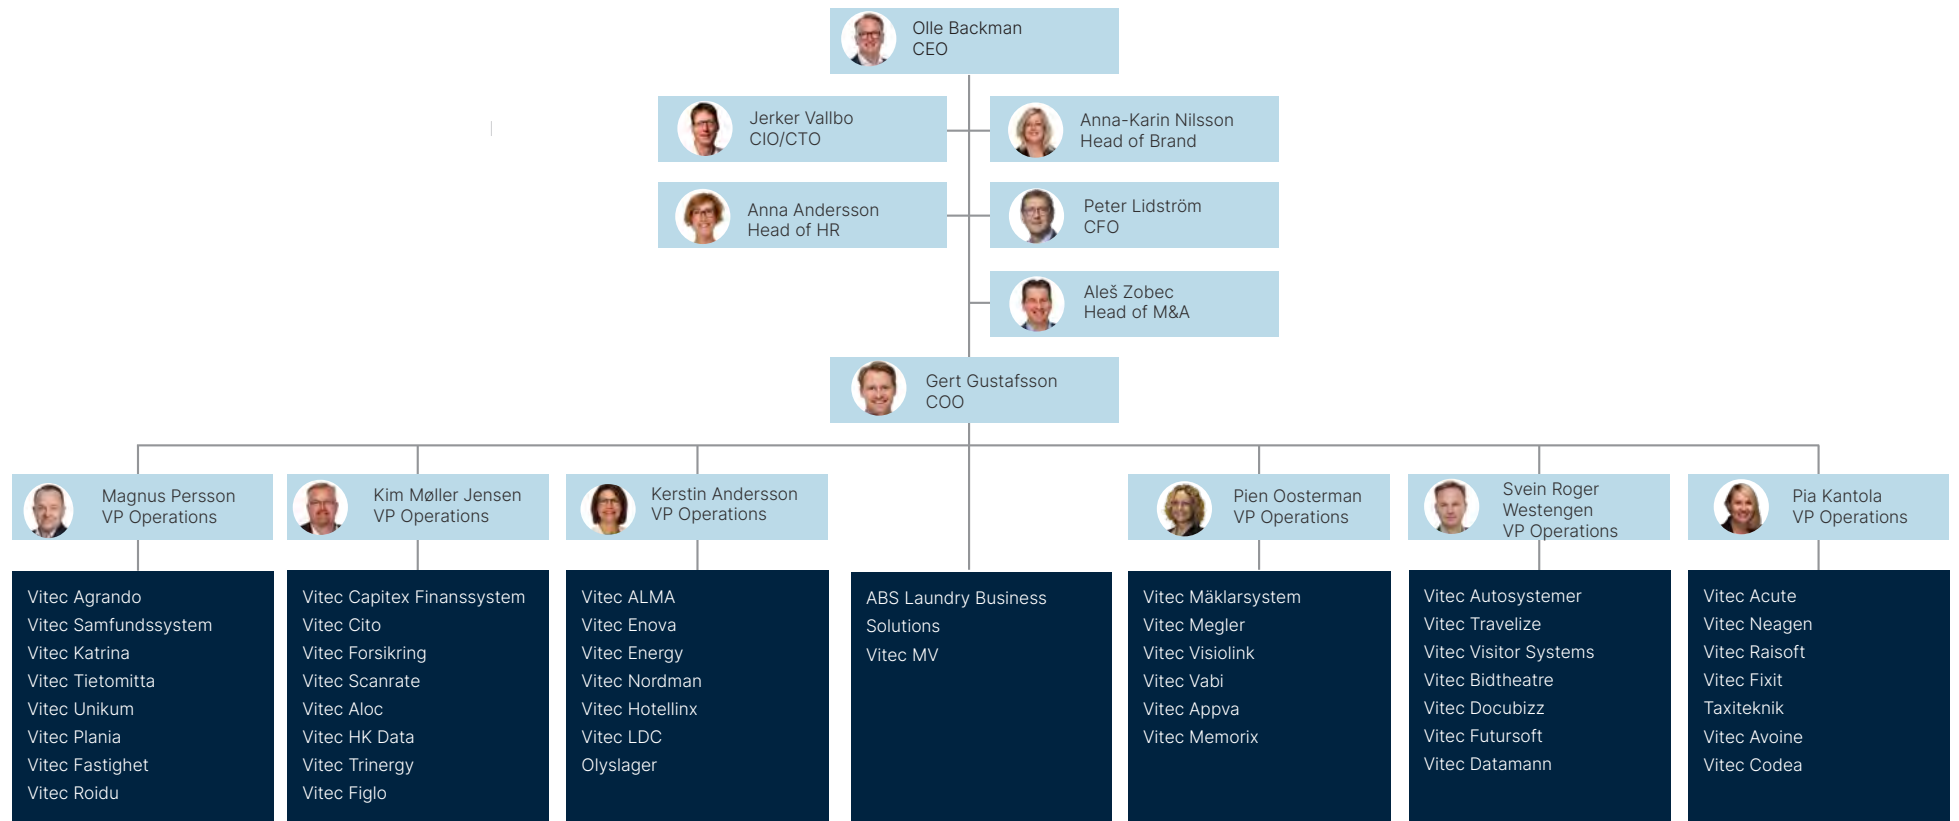 Olle Backman
CEO
Jerker Vallbo
CIO/CTO
Anna-Karin Nilsson
Head of Brand
Anna Andersson
Head of HR
Peter Lidström
CFO
Aleš Zobec
Head of M&A
Gert Gustafsson
COO
Magnus Persson
VP Operations
Kim Møller Jensen
VP Operations
Kerstin Andersson
VP Operations
Pien Oosterman
VP Operations
Svein Roger
Westengen
VP Operations
Pia Kantola
VP Operations
Vitec Agrando
Vitec Samfundssystem
Vitec Katrina
Vitec Tietomitta
Vitec Unikum
Vitec Plania
Vitec Fastighet
Vitec Roidu
Vitec Capitex Finanssystem
Vitec Cito
Vitec Forsikring
Vitec Scanrate
Vitec Aloc
Vitec HK Data
Vitec Trinergy
Vitec Figlo
Vitec ALMA
Vitec Enova
Vitec Energy
Vitec Nordman
Vitec Hotellinx
Vitec LDC
Olyslager
ABS Laundry Business
Solutions
Vitec MV
Vitec Mäklarsystem
Vitec Megler
Vitec Visiolink
Vitec Vabi
Vitec Appva
Vitec Memorix
Vitec Autosystemer
Vitec Travelize
Vitec Visitor Systems
Vitec Bidtheatre
Vitec Docubizz
Vitec Futursoft
Vitec Datamann
Vitec Acute
Vitec Neagen
Vitec Raisoft
Vitec Fixit
Taxiteknik
Vitec Avoine
Vitec Codea